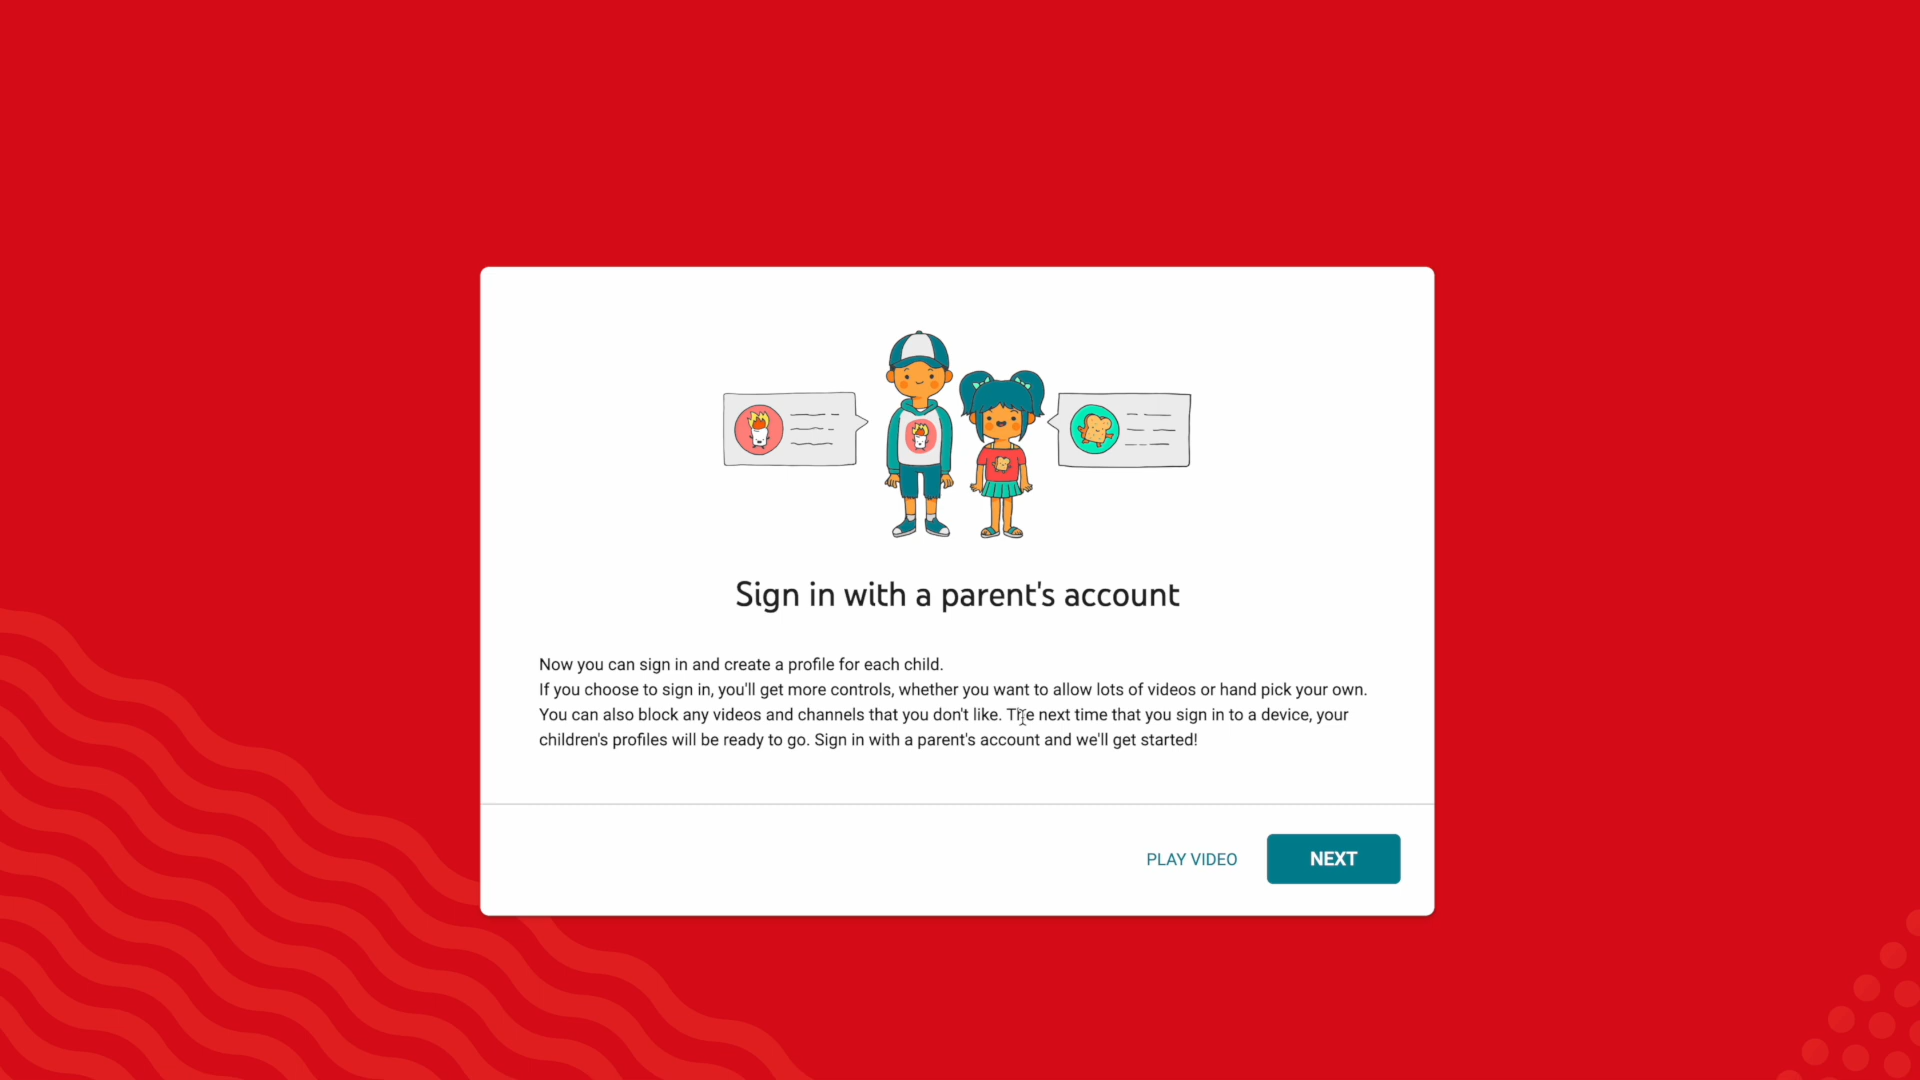 Sign in with a parent's account
Now you can sign in and create a profile for each child.
If you choose to sign in, you'll get more controls, whether you want to allow lots of videos or hand pick your own.
You can also block any videos and channels that you don't like. The next time that you sign in to a device, your
children's profiles will be ready to go. Sign in with a parent's account and we'll get started!
PLAY VIDEO
NEXT